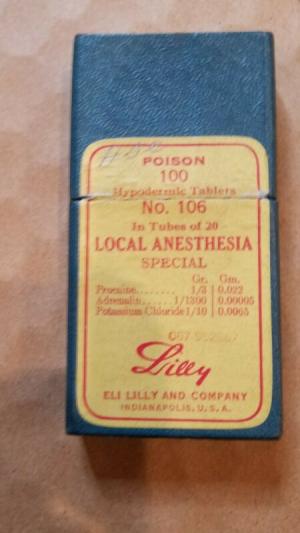 POISON
100
Hypodermic Tablets
No. 106
In Tubes of 20
LOCAL ANESTHESIA
SPECIAL
Gr. Gm.
Procaine........ 1/3 0.022
Adrenalin...... 1/1300 0.00005
Potassium Chloride 1/10 0.0065
Lilly
ELI LILLY AND COMPANY
INDIANAPOLIS, U.S.A.